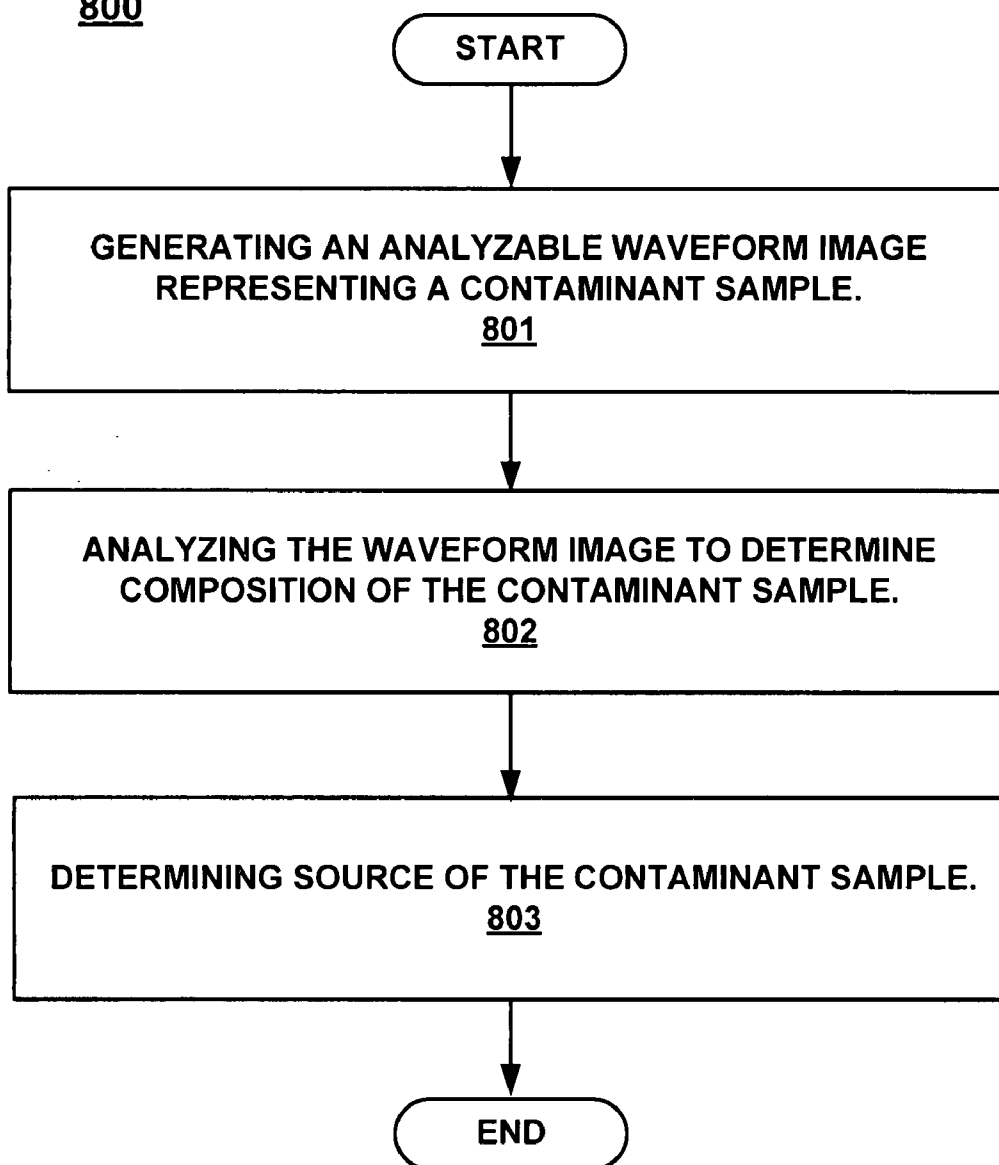 800
START
GENERATING AN ANALYZABLE WAVEFORM IMAGE
REPRESENTING A CONTAMINANT SAMPLE.
801
ANALYZING THE WAVEFORM IMAGE TO DETERMINE
COMPOSITION OF THE CONTAMINANT SAMPLE.
802
DETERMINING SOURCE OF THE CONTAMINANT SAMPLE.
803
END